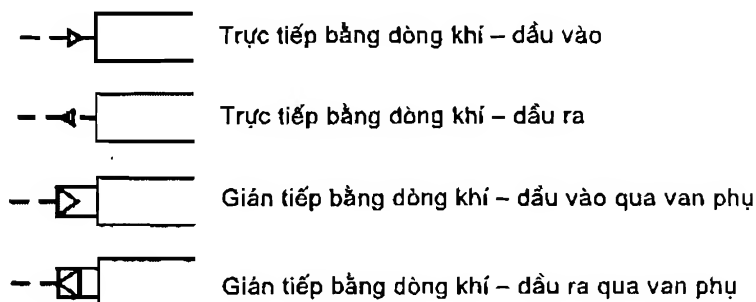 Trực tiếp bằng dòng khí – dầu vào
Trực tiếp bằng dòng khí – dầu ra
Gián tiếp bằng dòng khí – dầu vào qua van phụ
Gián tiếp bằng dòng khí – dầu ra qua van phụ